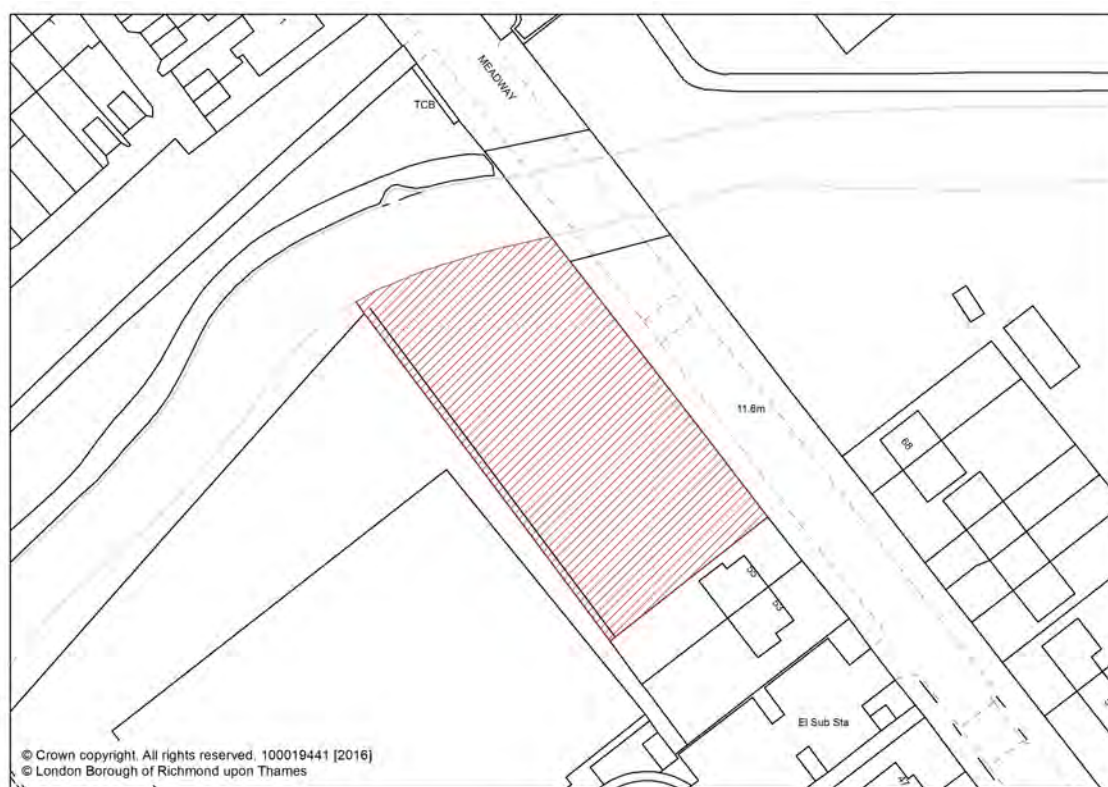 MEADWAY
TCB
11.6m
68
55
53
El Sub Sta
47
© Crown copyright. All rights reserved. 100019441 [2016]
© London Borough of Richmond upon Thames